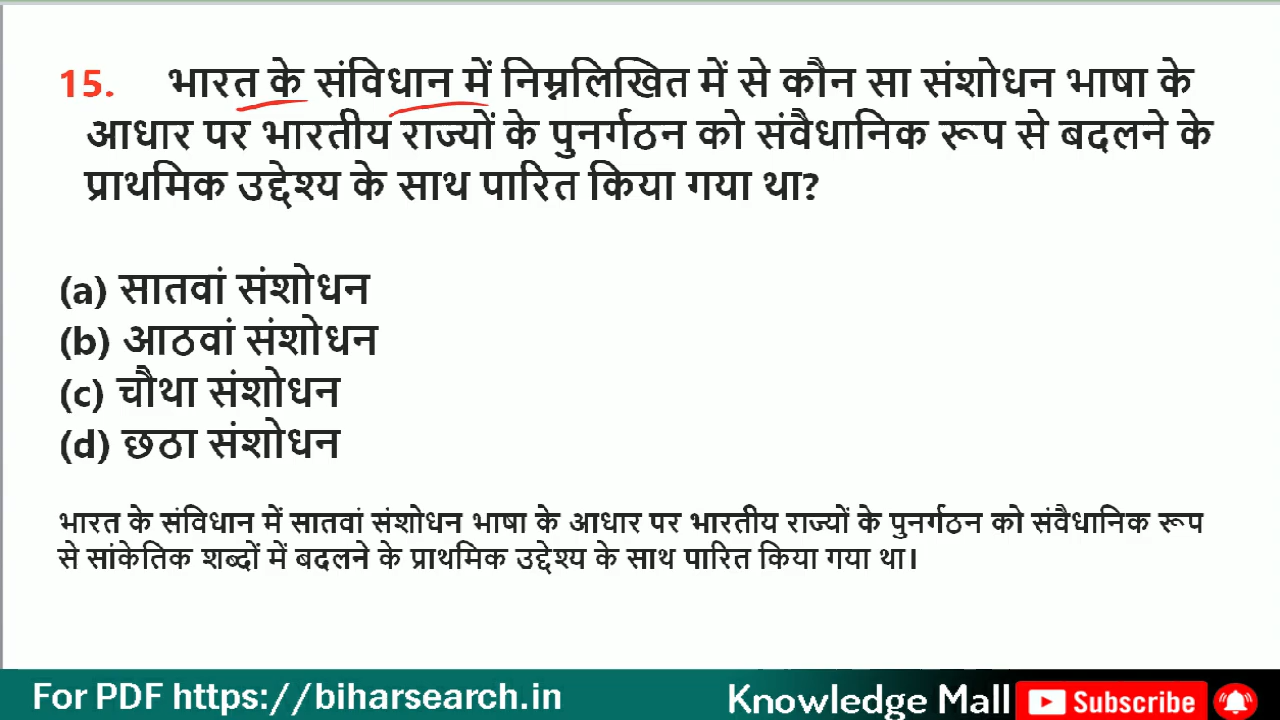 15. भारत के संविधान में निम्नलिखित में से कौन सा संशोधन भाषा के
आधार पर भारतीय राज्यों के पुनर्गठन को संवैधानिक रूप से बदलने के
प्राथमिक उद्देश्य के साथ पारित किया गया था?
(a) सातवां संशोधन
(b) आठवां संशोधन
(c) चौथा संशोधन
(d) छठा संशोधन
भारत के संविधान में सातवां संशोधन भाषा के आधार पर भारतीय राज्यों के पुनर्गठन को संवैधानिक रूप
से सांकेतिक शब्दों में बदलने के प्राथमिक उद्देश्य के साथ पारित किया गया था।
For PDF https://biharsearch.in
Knowledge Mall
Subscribe